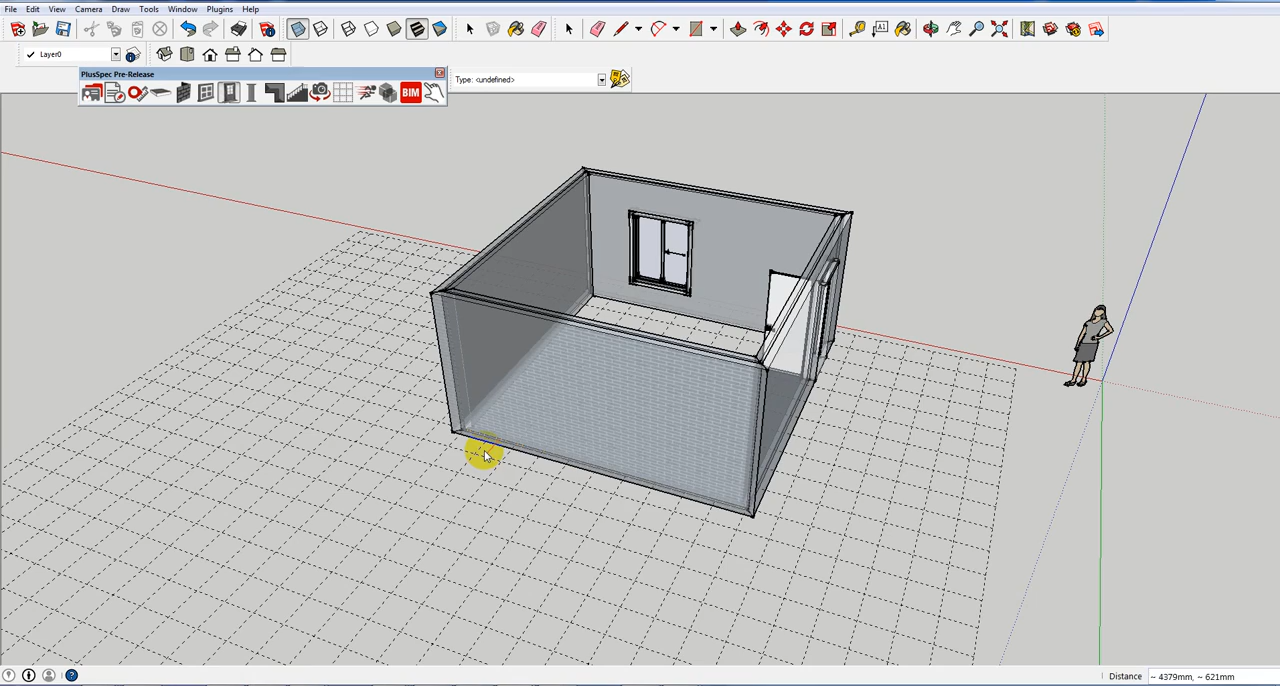 File Edit View Camera Draw Tools Window Plugins Help
A1
Layer0
PlusSpec Pre-Release
Type: <undefined>
BIM
Distance ~ 4379mm, ~ 621mm